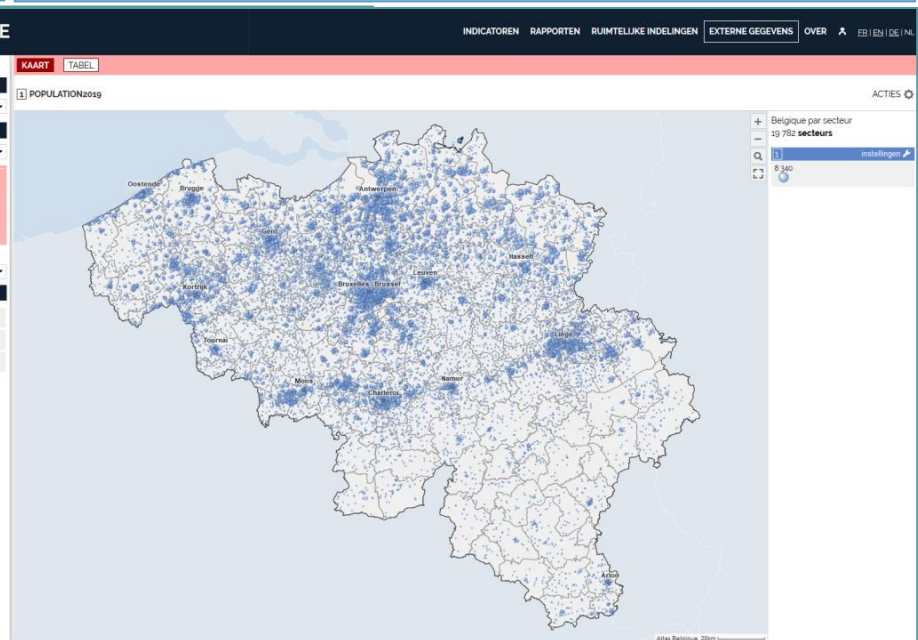 E
INDICATOREN RAPPORTEN RUIMTELIJKE INDELINGEN EXTERNE GEGEVENS OVER FR | EN | DE | NL
KAART TABEL
1 POPULATION2019
ACTIES
Belgique par secteur
19 782 secteurs
1 instellingen
8 340
Oostende
Brugge
Antwerpen
Gent
Hasselt
Leuven
Bruxelles - Brussel
Kortrijk
Tournai
Liège
Mons
Namur
Charleroi
Arlon
Atlas Belgique, 20km